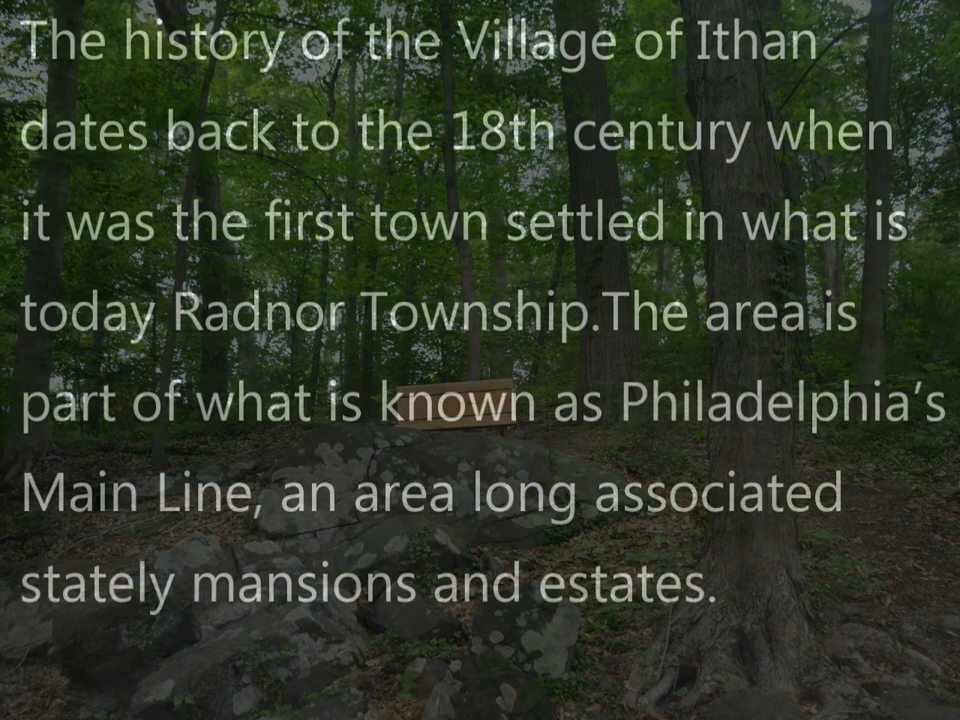 The history of the Village of Ithan
dates back to the 18th century when
it was the first town settled in what is
today Radnor Township.The area is
part of what is known as Philadelphia’s
Main Line, an area long associated
stately mansions and estates.